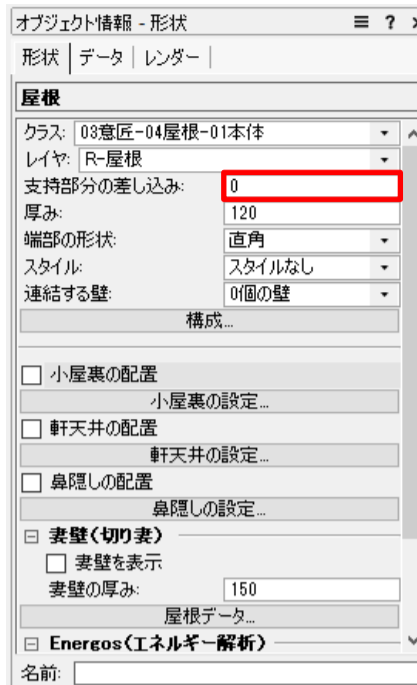 オブジェクト情報 - 形状 ≡ ?
形状 データ レンダー
屋根
クラス: 03意匠-04屋根-01本体
レイヤ: R-屋根
支持部分の差し込み: 0
厚み: 120
端部の形状: 直角
スタイル: スタイルなし
連結する壁: 0個の壁
構成...
小屋裏の配置
小屋裏の設定...
軒天井の配置
軒天井の設定...
鼻隠しの配置
鼻隠しの設定...
妻壁(切り妻)
妻壁を表示
妻壁の厚み: 150
屋根データ...
Energos(エネルギー解析)
名前: